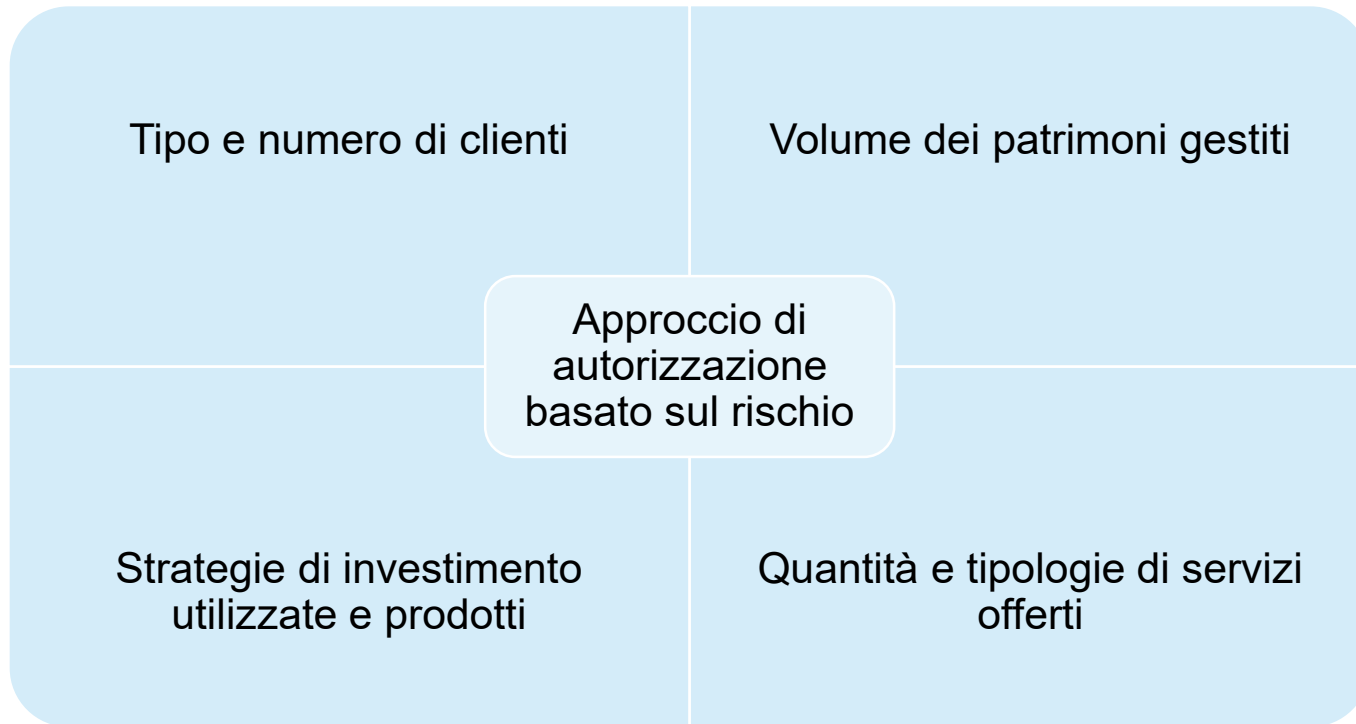 Tipo e numero di clienti
Volume dei patrimoni gestiti
Approccio di
autorizzazione
basato sul rischio
Strategie di investimento
utilizzate e prodotti
Quantità e tipologie di servizi
offerti